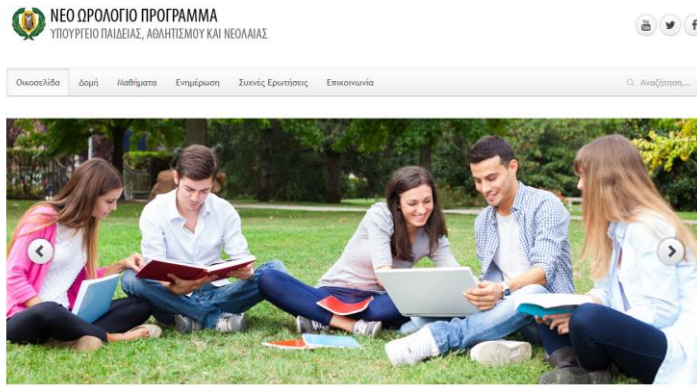 ΝΕΟ ΩΡΟΛΟΓΙΟ ΠΡΟΓΡΑΜΜΑ
ΥΠΟΥΡΓΕΙΟ ΠΑΙΔΕΙΑΣ, ΑΘΛΗΤΙΣΜΟΥ ΚΑΙ ΝΕΟΛΑΙΑΣ
Οικοσελίδα Δομή Μαθήματα Ενημέρωση Συχνές Ερωτήσεις Επικοινωνία Αναζήτηση...